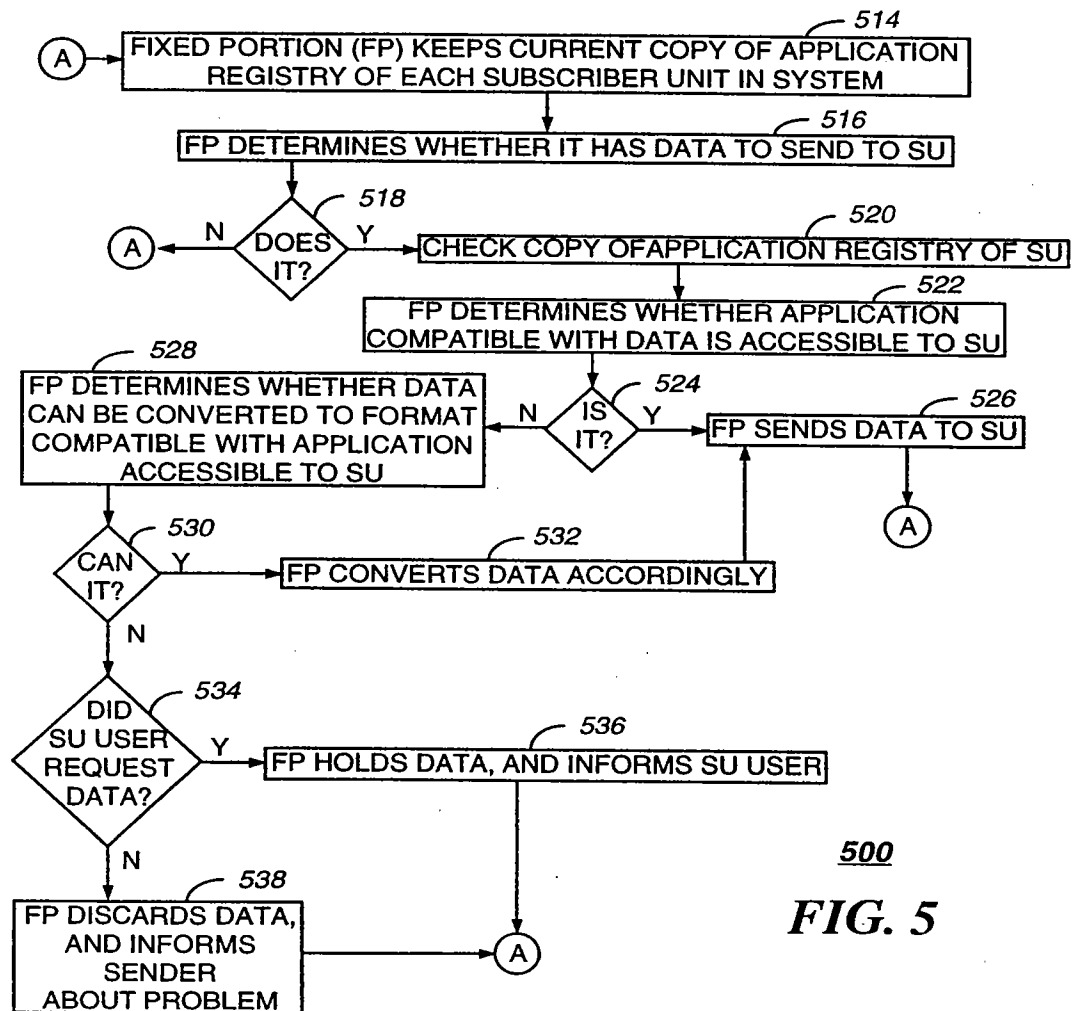 514
A
FIXED PORTION (FP) KEEPS CURRENT COPY OF APPLICATION
REGISTRY OF EACH SUBSCRIBER UNIT IN SYSTEM
516
FP DETERMINES WHETHER IT HAS DATA TO SEND TO SU
518
A
N
DOES
IT?
Y
520
CHECK COPY OFAPPLICATION REGISTRY OF SU
522
FP DETERMINES WHETHER APPLICATION
COMPATIBLE WITH DATA IS ACCESSIBLE TO SU
528
FP DETERMINES WHETHER DATA
CAN BE CONVERTED TO FORMAT
COMPATIBLE WITH APPLICATION
ACCESSIBLE TO SU
524
N
IS
IT?
Y
526
FP SENDS DATA TO SU
A
530
CAN
IT?
Y
532
FP CONVERTS DATA ACCORDINGLY
N
534
DID
SU USER
REQUEST
DATA?
Y
536
FP HOLDS DATA, AND INFORMS SU USER
N
538
FP DISCARDS DATA,
AND INFORMS
SENDER
ABOUT PROBLEM
A
500
FIG. 5